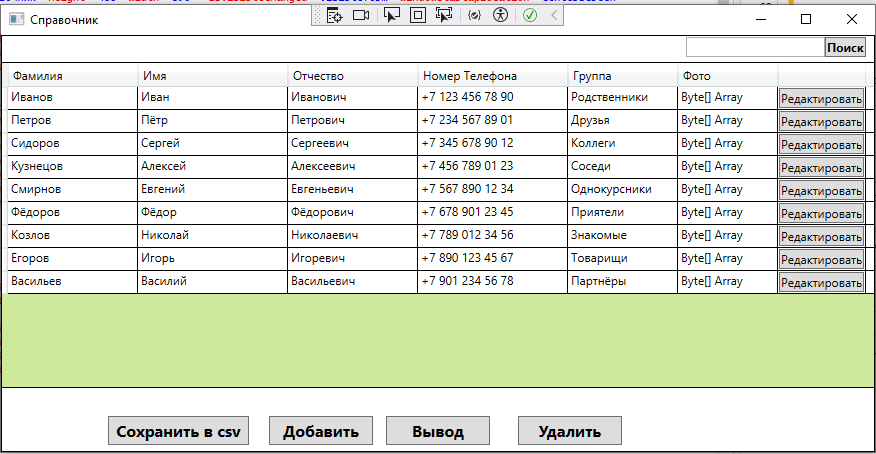 Справочник
Поиск
Фамилия Имя Отчество Номер Телефона Группа Фото
Иванов Иван Иванович +7 123 456 78 90 Родственники Byte[] Array Редактировать
Петров Пётр Петрович +7 234 567 89 01 Друзья Byte[] Array Редактировать
Сидоров Сергей Сергеевич +7 345 678 90 12 Коллеги Byte[] Array Редактировать
Кузнецов Алексей Алексеевич +7 456 789 01 23 Соседи Byte[] Array Редактировать
Смирнов Евгений Евгеньевич +7 567 890 12 34 Однокурсники Byte[] Array Редактировать
Фёдоров Фёдор Фёдорович +7 678 901 23 45 Приятели Byte[] Array Редактировать
Козлов Николай Николаевич +7 789 012 34 56 Знакомые Byte[] Array Редактировать
Егоров Игорь Игоревич +7 890 123 45 67 Товарищи Byte[] Array Редактировать
Васильев Василий Васильевич +7 901 234 56 78 Партнёры Byte[] Array Редактировать
Сохранить в csv Добавить Вывод Удалить